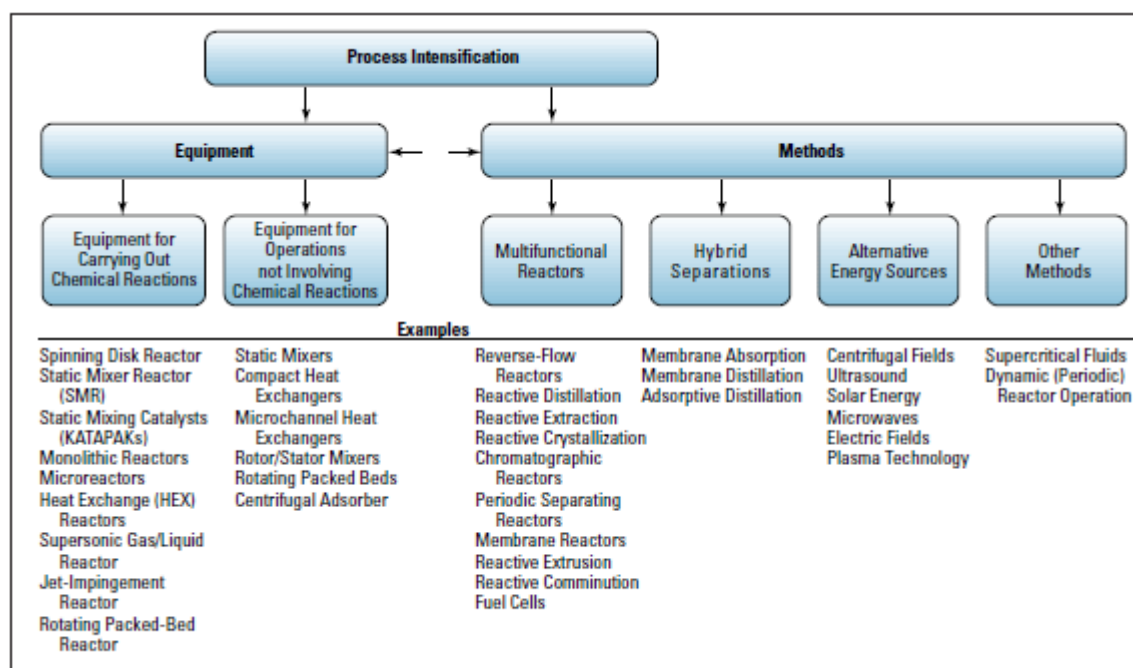 Process Intensification
Equipment
Methods
Equipment for
Carrying Out
Chemical Reactions
Equipment for
Operations
not Involving
Chemical Reactions
Multifunctional
Reactors
Hybrid
Separations
Alternative
Energy Sources
Other
Methods
Examples
Spinning Disk Reactor
Static Mixer Reactor
(SMR)
Static Mixing Catalysts
(KATAPAKs)
Monolithic Reactors
Microreactors
Heat Exchange (HEX)
Reactors
Supersonic Gas/Liquid
Reactor
Jet-Impingement
Reactor
Rotating Packed-Bed
Reactor
Static Mixers
Compact Heat
Exchangers
Microchannel Heat
Exchangers
Rotor/Stator Mixers
Rotating Packed Beds
Centrifugal Adsorber
Reverse-Flow
Reactors
Reactive Distillation
Reactive Extraction
Reactive Crystallization
Chromatographic
Reactors
Periodic Separating
Reactors
Membrane Reactors
Reactive Extrusion
Reactive Comminution
Fuel Cells
Membrane Absorption
Membrane Distillation
Adsorptive Distillation
Centrifugal Fields
Ultrasound
Solar Energy
Microwaves
Electric Fields
Plasma Technology
Supercritical Fluids
Dynamic (Periodic)
Reactor Operation